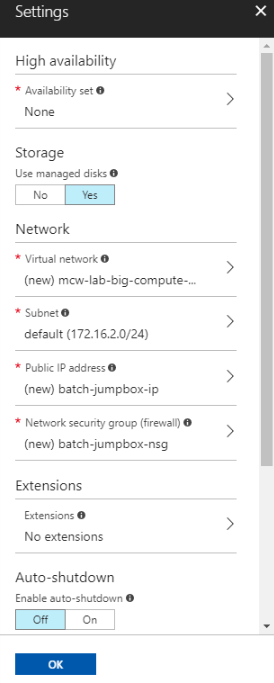 Settings
High availability
* Availability set
None
Storage
Use managed disks
No Yes
Network
* Virtual network
(new) mcw-lab-big-compute-...
* Subnet
default (172.16.2.0/24)
* Public IP address
(new) batch-jumpbox-ip
* Network security group (firewall)
(new) batch-jumpbox-nsg
Extensions
Extensions
No extensions
Auto-shutdown
Enable auto-shutdown
Off On
OK